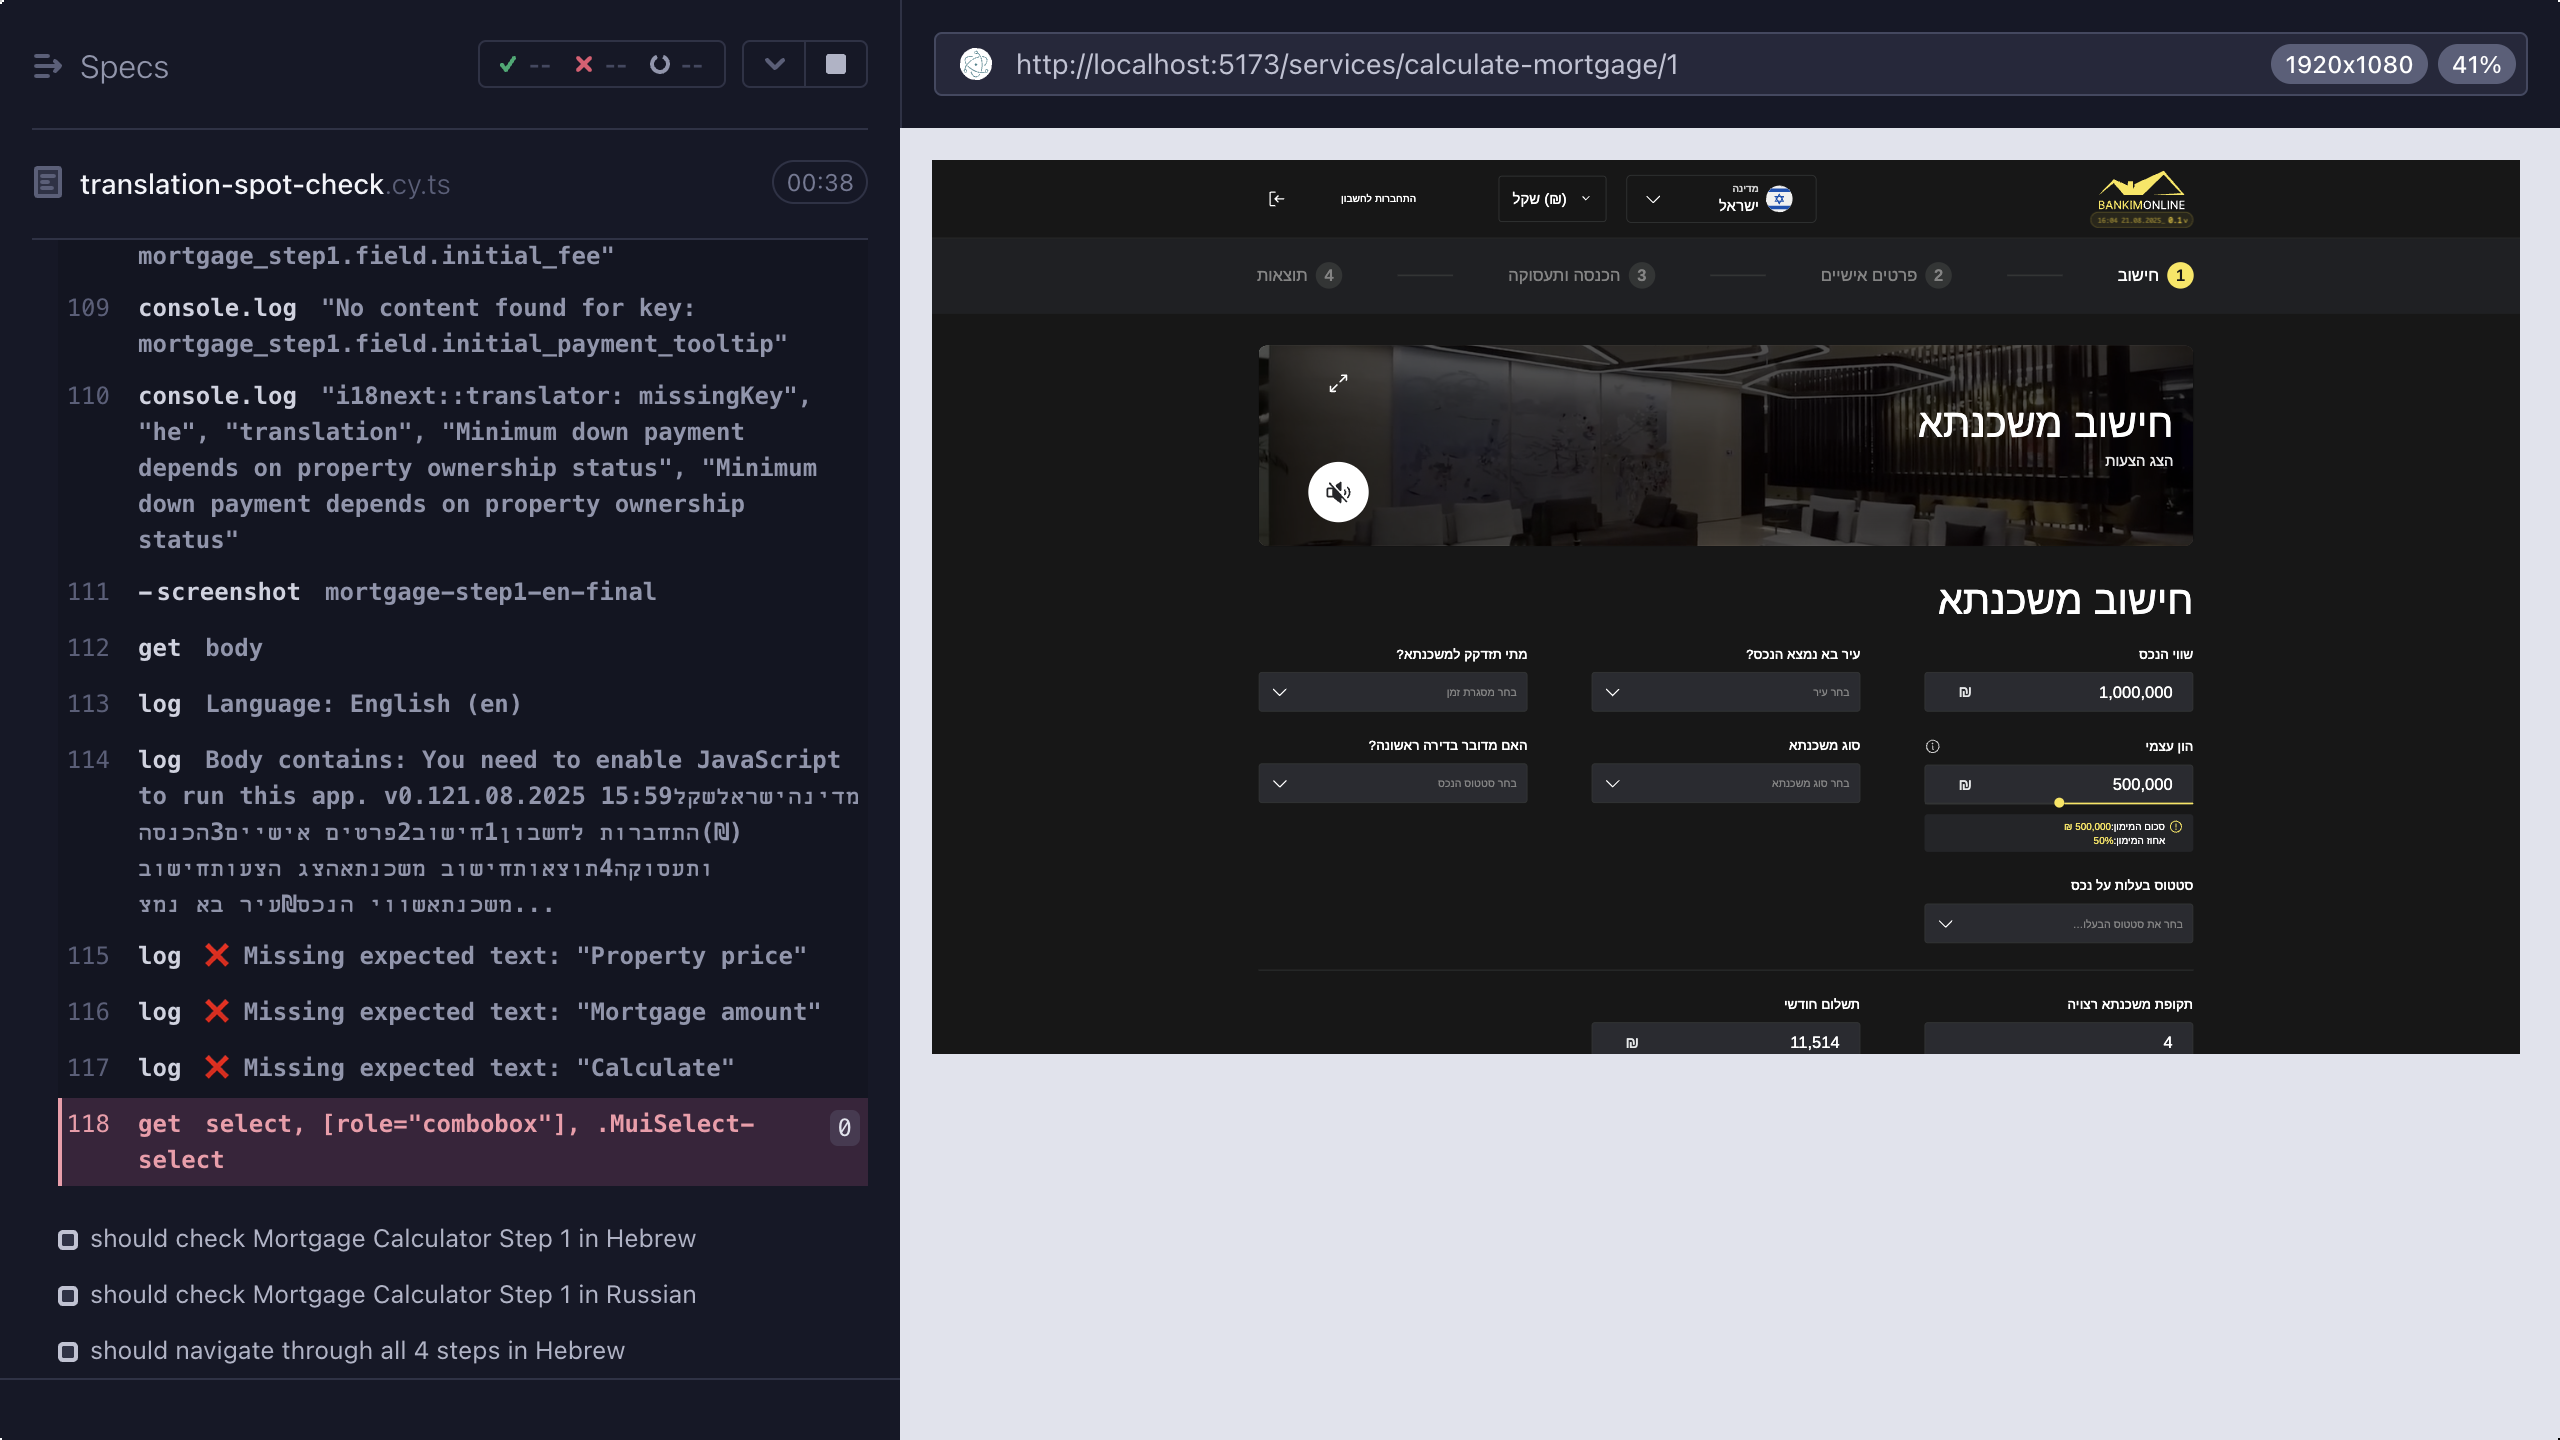 Specs
-- -- --
translation-spot-check.cy.ts
00:38
mortgage_step1.field.initial_fee"
109 console.log "No content found for key:
mortgage_step1.field.initial_payment_tooltip"
110 console.log "i18next::translator: missingKey",
"he", "translation", "Minimum down payment
depends on property ownership status", "Minimum
down payment depends on property ownership
status"
111 -screenshot mortgage-step1-en-final
112 get body
113 log Language: English (en)
114 log Body contains: You need to enable JavaScript
to run this app. v0.121.08.2025 15:59מדינהישראלשקל
(₪)התחברות לחשבון1חישוב2פרטים אישיים3הכנסה
ותעסוקה4תוצאותחישוב משכנתאהצג הצעותחישוב
משכנתאשווי הנכס₪עיר בא נמצ...
115 log ❌ Missing expected text: "Property price"
116 log ❌ Missing expected text: "Mortgage amount"
117 log ❌ Missing expected text: "Calculate"
118 get select, [role="combobox"], .MuiSelect-
select
0
should check Mortgage Calculator Step 1 in Hebrew
should check Mortgage Calculator Step 1 in Russian
should navigate through all 4 steps in Hebrew
http://localhost:5173/services/calculate-mortgage/1
1920x1080
41%
BANKIMONLINE
16:04 21.08.2025_ 0.1v
מדינה
ישראל
שקל (₪)
התחברות לחשבון
1 חישוב
2 פרטים אישיים
3 הכנסה ותעסוקה
4 תוצאות
חישוב משכנתא
הצג הצעות
חישוב משכנתא
שווי הנכס
1,000,000 ₪
עיר בא נמצא הנכס?
בחר עיר
מתי תזדקק למשכנתא?
בחר מסגרת זמן
הון עצמי
500,000 ₪
סכום המימון:500,000 ₪
אחוז המימון:50%
סוג משכנתא
בחר סוג משכנתא
האם מדובר בדירה ראשונה?
בחר סטטוס הנכס
סטטוס בעלות על נכס
בחר את סטטוס הבעלו...
תקופת משכנתא רצויה
4
תשלום חודשי
11,514 ₪